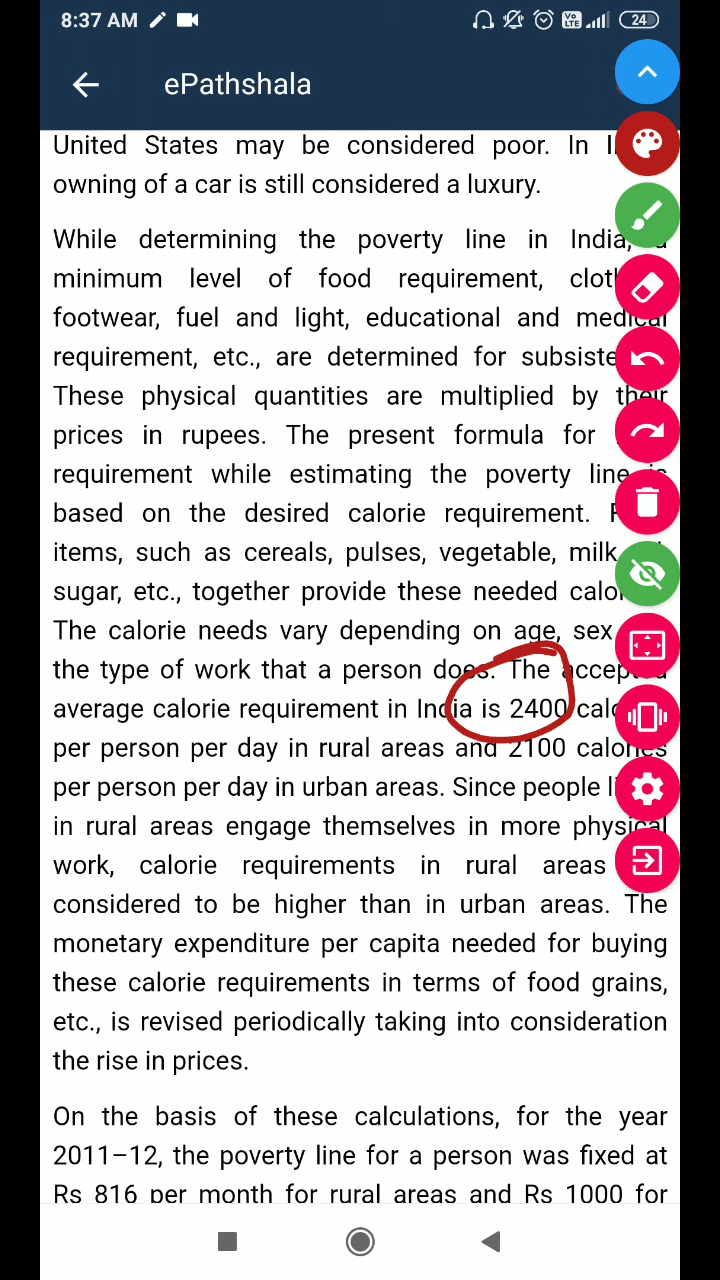 8:37 AM VoLTE 24
ePathshala
United States may be considered poor. In
owning of a car is still considered a luxury.
While determining the poverty line in India, a
minimum level of food requirement,
footwear, fuel and light, educational and medical
requirement, etc., are determined for
These physical quantities are multiplied by their
prices in rupees. The present formula for
requirement while estimating the poverty line is
based on the desired calorie requirement.
items, such as cereals, pulses, vegetable, milk,
sugar, etc., together provide these needed
The calorie needs vary depending on age, sex
the type of work that a person does. The accepted
average calorie requirement in India is 2400
per person per day in rural areas and 2100 calories
per person per day in urban areas. Since people
in rural areas engage themselves in more physical
work, calorie requirements in rural areas
considered to be higher than in urban areas. The
monetary expenditure per capita needed for buying
these calorie requirements in terms of food grains,
etc., is revised periodically taking into consideration
the rise in prices.
On the basis of these calculations, for the year
2011–12, the poverty line for a person was fixed at
Rs 816 per month for rural areas and Rs 1000 for